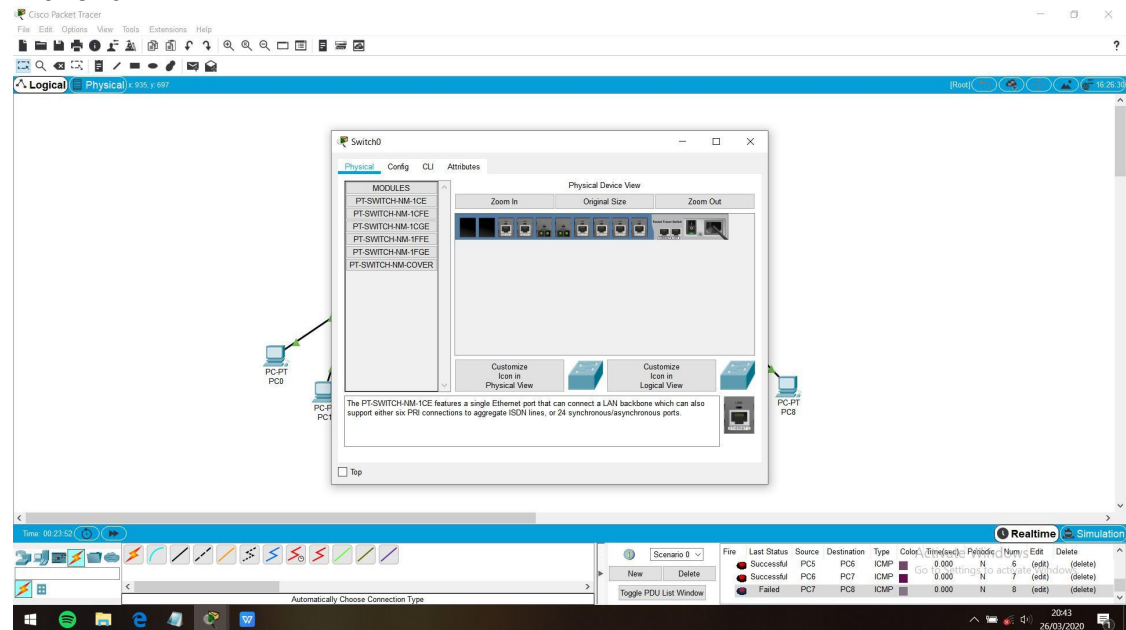 Cisco Packet Tracer
File Edit Options View Tools Extensions Help
?
Logical Physical x: 935, y: 697 [Root] 16:26:30
Switch0
Physical Config CLI Attributes
MODULES
PT-SWITCH-NM-1CE
PT-SWITCH-NM-1CFE
PT-SWITCH-NM-1CGE
PT-SWITCH-NM-1FFE
PT-SWITCH-NM-1FGE
PT-SWITCH-NM-COVER
Physical Device View
Zoom In Original Size Zoom Out
Customize
Icon in
Physical View
Customize
Icon in
Logical View
The PT-SWITCH-NM-1CE features a single Ethernet port that can connect a LAN backbone which can also
support either six PRI connections to aggregate ISDN lines, or 24 synchronous/asynchronous ports.
Top
PC-PT
PC0
PC-P
PC1
PC-PT
PC8
Time: 00:23:52
Realtime Simulation
Automatically Choose Connection Type
Scenario 0
New Delete
Toggle PDU List Window
Fire Last Status Source Destination Type Color Time(sec) Periodic Num Edit Delete
Successful PC5 PC6 ICMP 0.000 N 6 (edit) (delete)
Successful PC6 PC7 ICMP 0.000 N 7 (edit) (delete)
Failed PC7 PC8 ICMP 0.000 N 8 (edit) (delete)
Activate Windows
Go to Settings to activate Windows.
20:43
26/03/2020